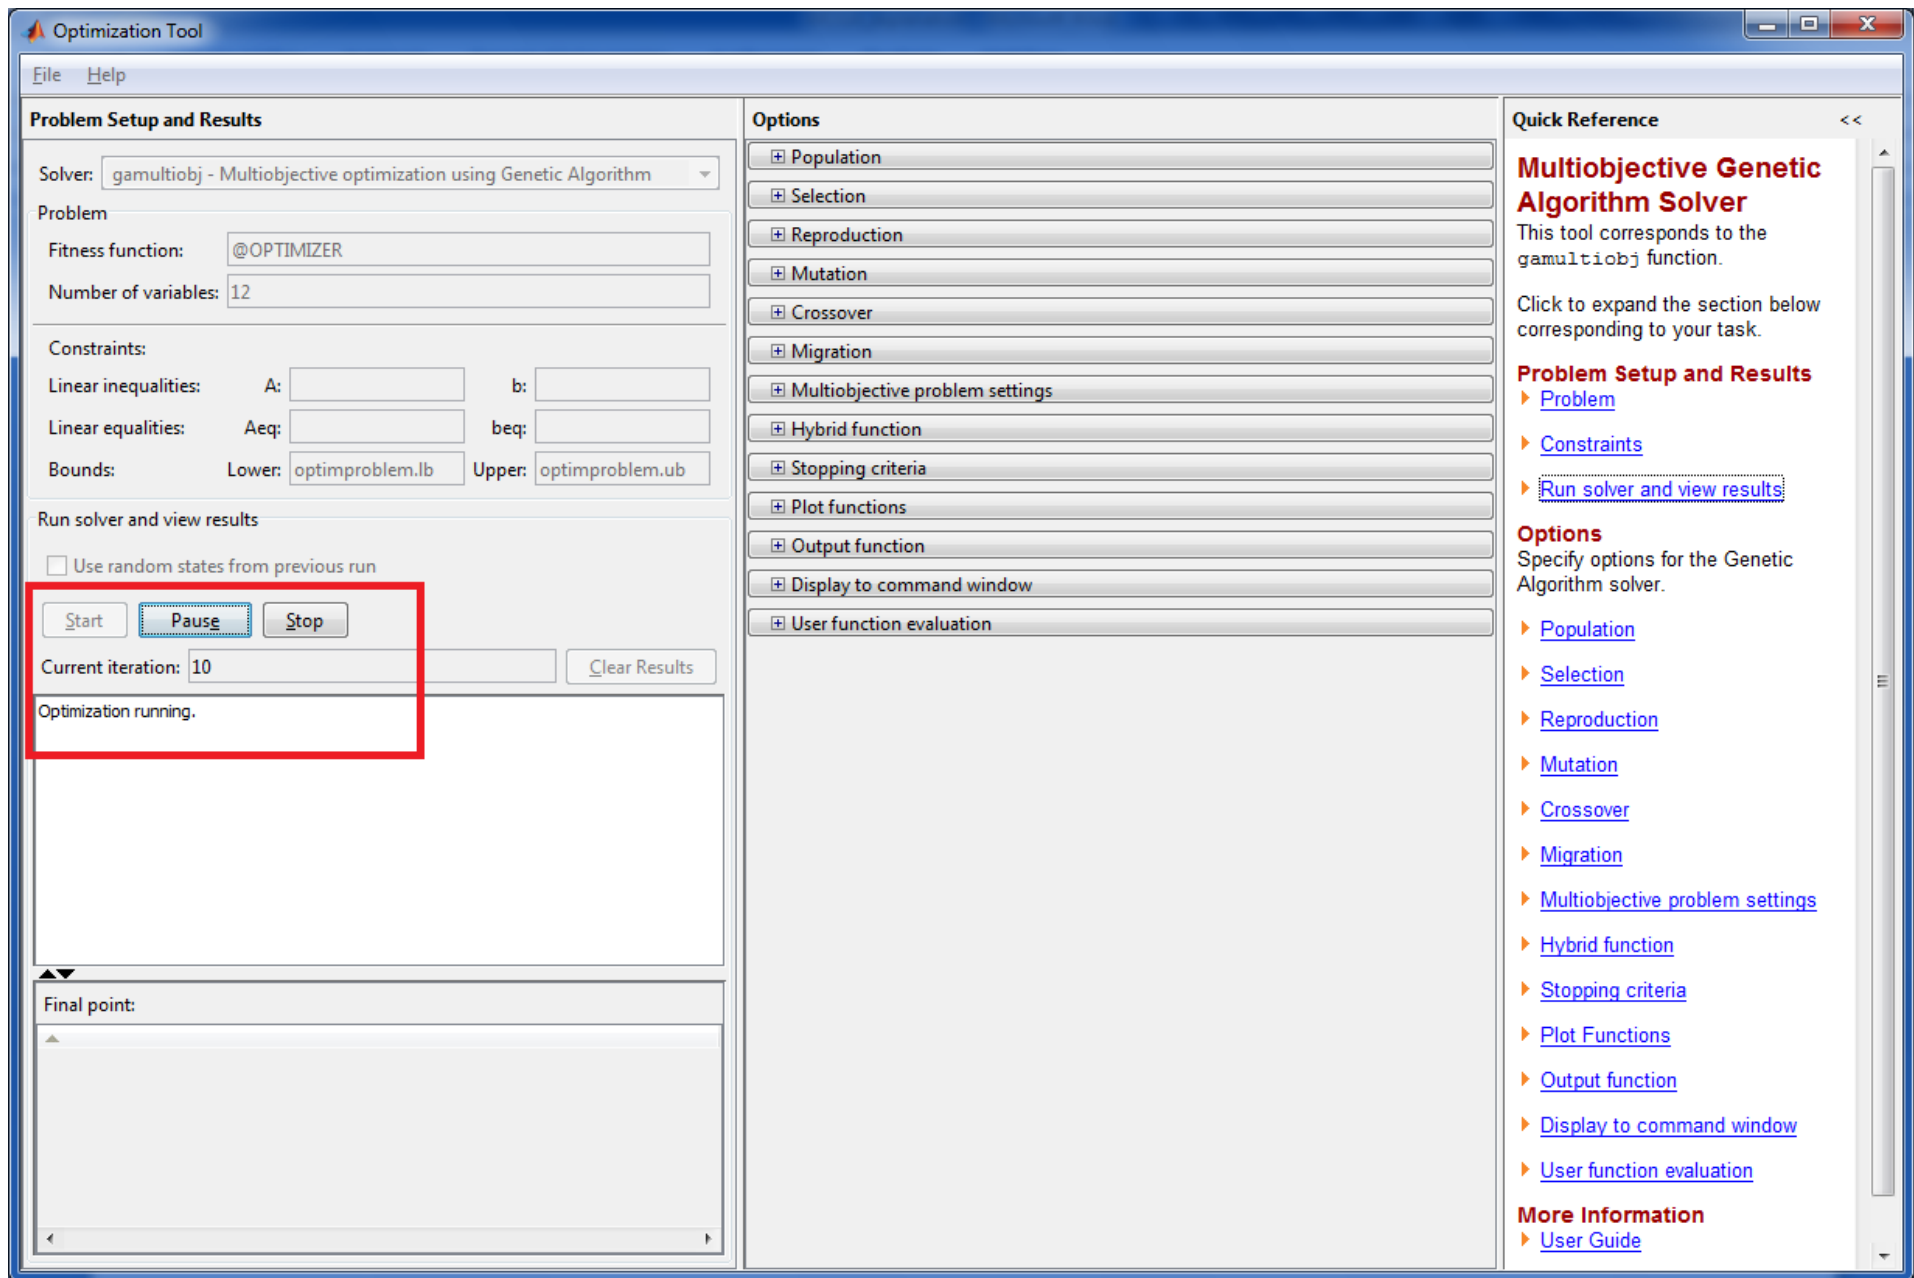 Optimization Tool
File Help
Problem Setup and Results
Solver: gamultiobj - Multiobjective optimization using Genetic Algorithm
Problem
Fitness function: @OPTIMIZER
Number of variables: 12
Constraints:
Linear inequalities: A: b:
Linear equalities: Aeq: beq:
Bounds: Lower: optimproblem.lb Upper: optimproblem.ub
Run solver and view results
Use random states from previous run
Start Pause Stop
Current iteration: 10 Clear Results
Optimization running.
Final point:
Options
Population
Selection
Reproduction
Mutation
Crossover
Migration
Multiobjective problem settings
Hybrid function
Stopping criteria
Plot functions
Output function
Display to command window
User function evaluation
Quick Reference <<
Multiobjective Genetic
Algorithm Solver
This tool corresponds to the
gamultiobj function.
Click to expand the section below
corresponding to your task.
Problem Setup and Results
Problem
Constraints
Run solver and view results
Options
Specify options for the Genetic
Algorithm solver.
Population
Selection
Reproduction
Mutation
Crossover
Migration
Multiobjective problem settings
Hybrid function
Stopping criteria
Plot Functions
Output function
Display to command window
User function evaluation
More Information
User Guide